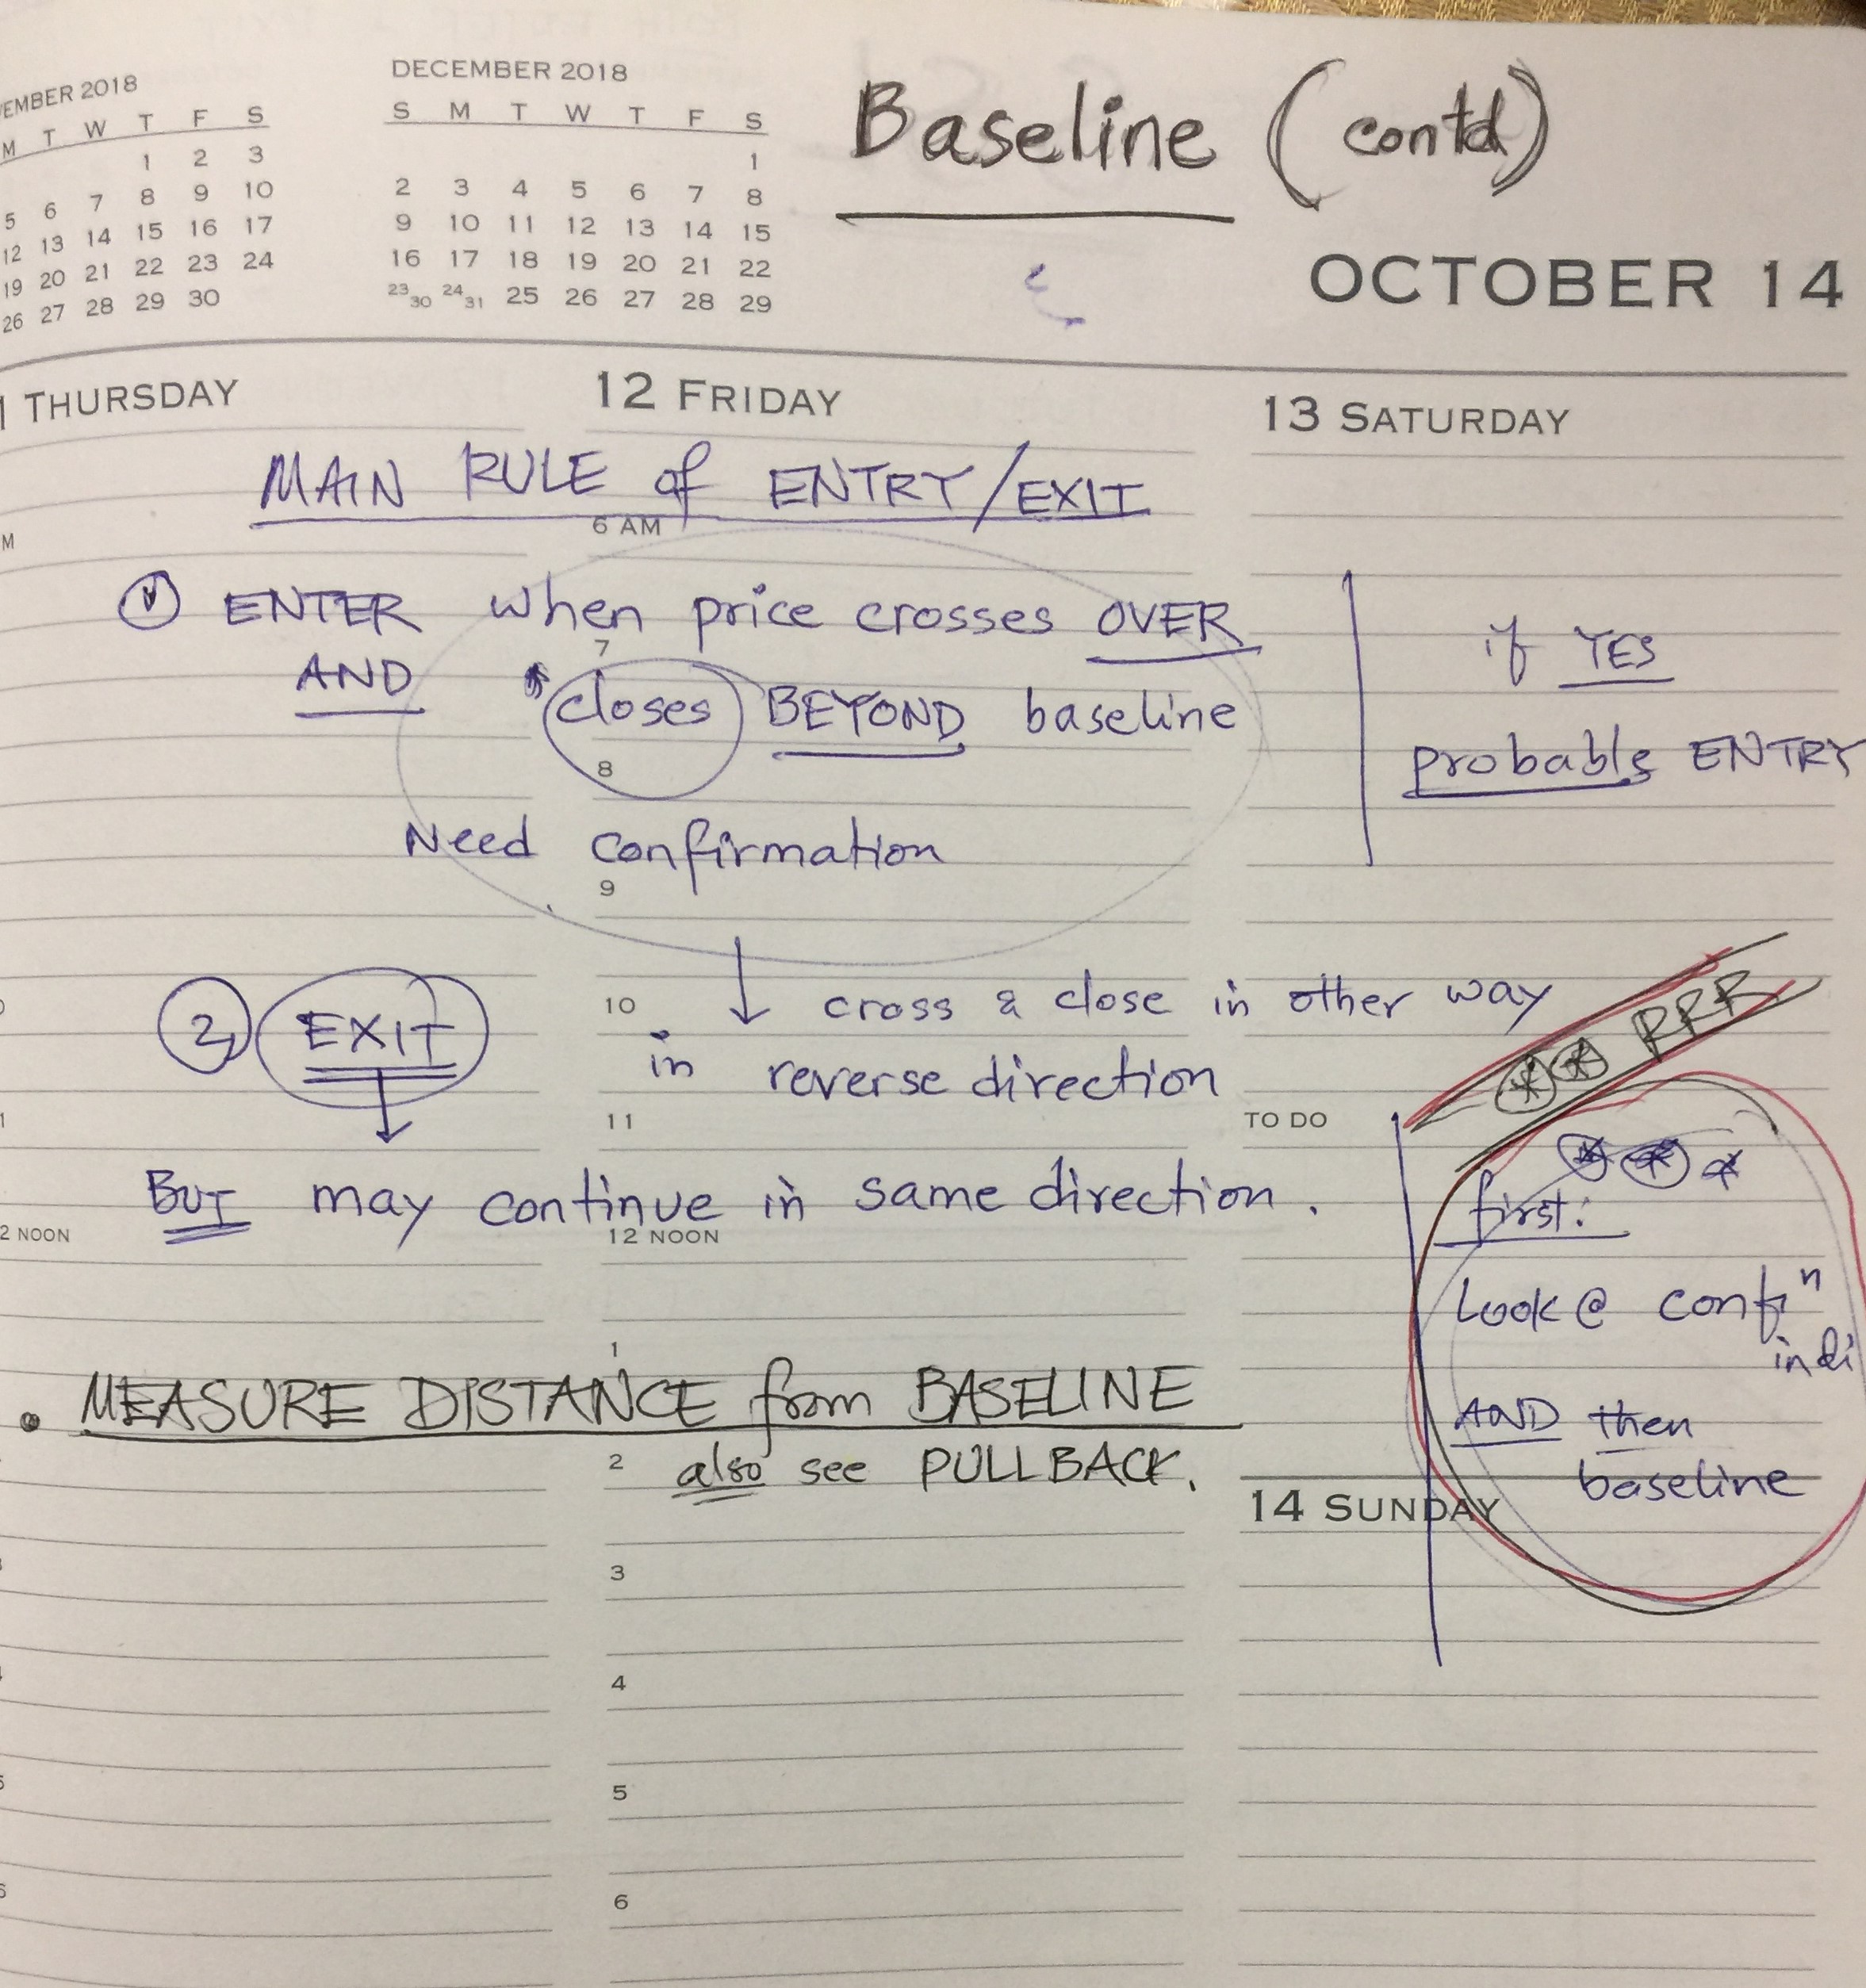 DECEMBER 2018
S M T W T F S
1
2 3 4 5 6 7 8
9 10 11 12 13 14 15
16 17 18 19 20 21 22
23 30 24 31 25 26 27 28 29
EMBER 2018
M T W T F S
1 2 3
5 6 7 8 9 10
12 13 14 15 16 17
19 20 21 22 23 24
26 27 28 29 30
Baseline (contd)
OCTOBER 14
THURSDAY
12 FRIDAY
13 SATURDAY
MAIN RULE of ENTRY/EXIT
6 AM
ENTER when price crosses OVER
7
AND closes BEYOND baseline
8
Need confirmation
9
if YES
probable ENTRY
2) EXIT
10
cross & close in other way
in reverse direction
11
BUT may continue in same direction.
2 NOON
12 NOON
1
MEASURE DISTANCE from BASELINE
2
also see PULLBACK.
3
4
5
6
RRR
TO DO
first:
Look @ confn
indi
AND then
baseline
14 SUNDAY